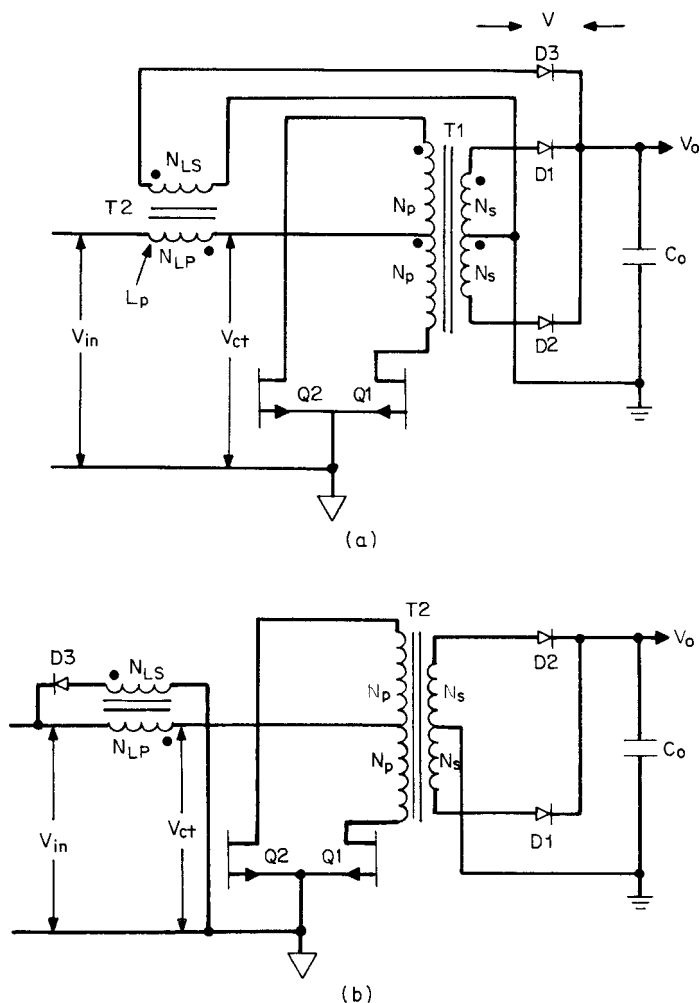 V
D3
T1
Vo
D1
NLS
T2
Np
Ns
NLP
Lp
Np
Ns
Co
Vin
Vct
D2
Q2
Q1
(a)
T2
Vo
D3
NLS
D2
Np
Ns
NLP
Np
Ns
Co
Vin
Vct
D1
Q2
Q1
(b)